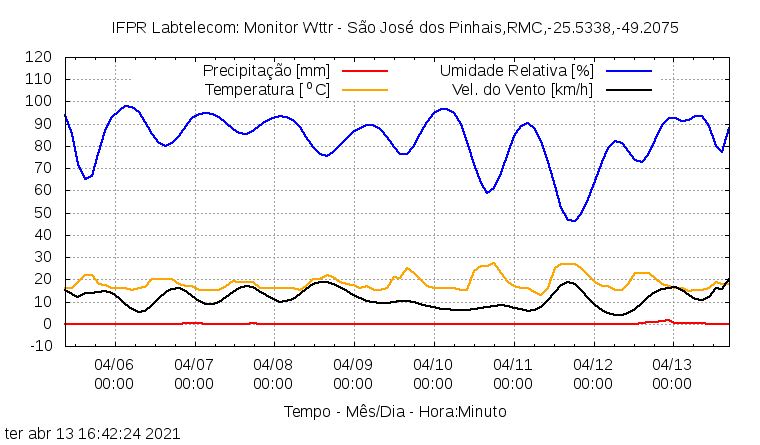 IFPR Labtelecom: Monitor Wttr - São José dos Pinhais,RMC,-25.5338,-49.2075
120
110
100
90
80
70
60
50
40
30
20
10
0
-10
Precipitação [mm] Umidade Relativa [%]
Temperatura [ ⁰C] Vel. do Vento [km/h]
04/06 04/07 04/08 04/09 04/10 04/11 04/12 04/13
00:00 00:00 00:00 00:00 00:00 00:00 00:00 00:00
Tempo - Mês/Dia - Hora:Minuto
ter abr 13 16:42:24 2021